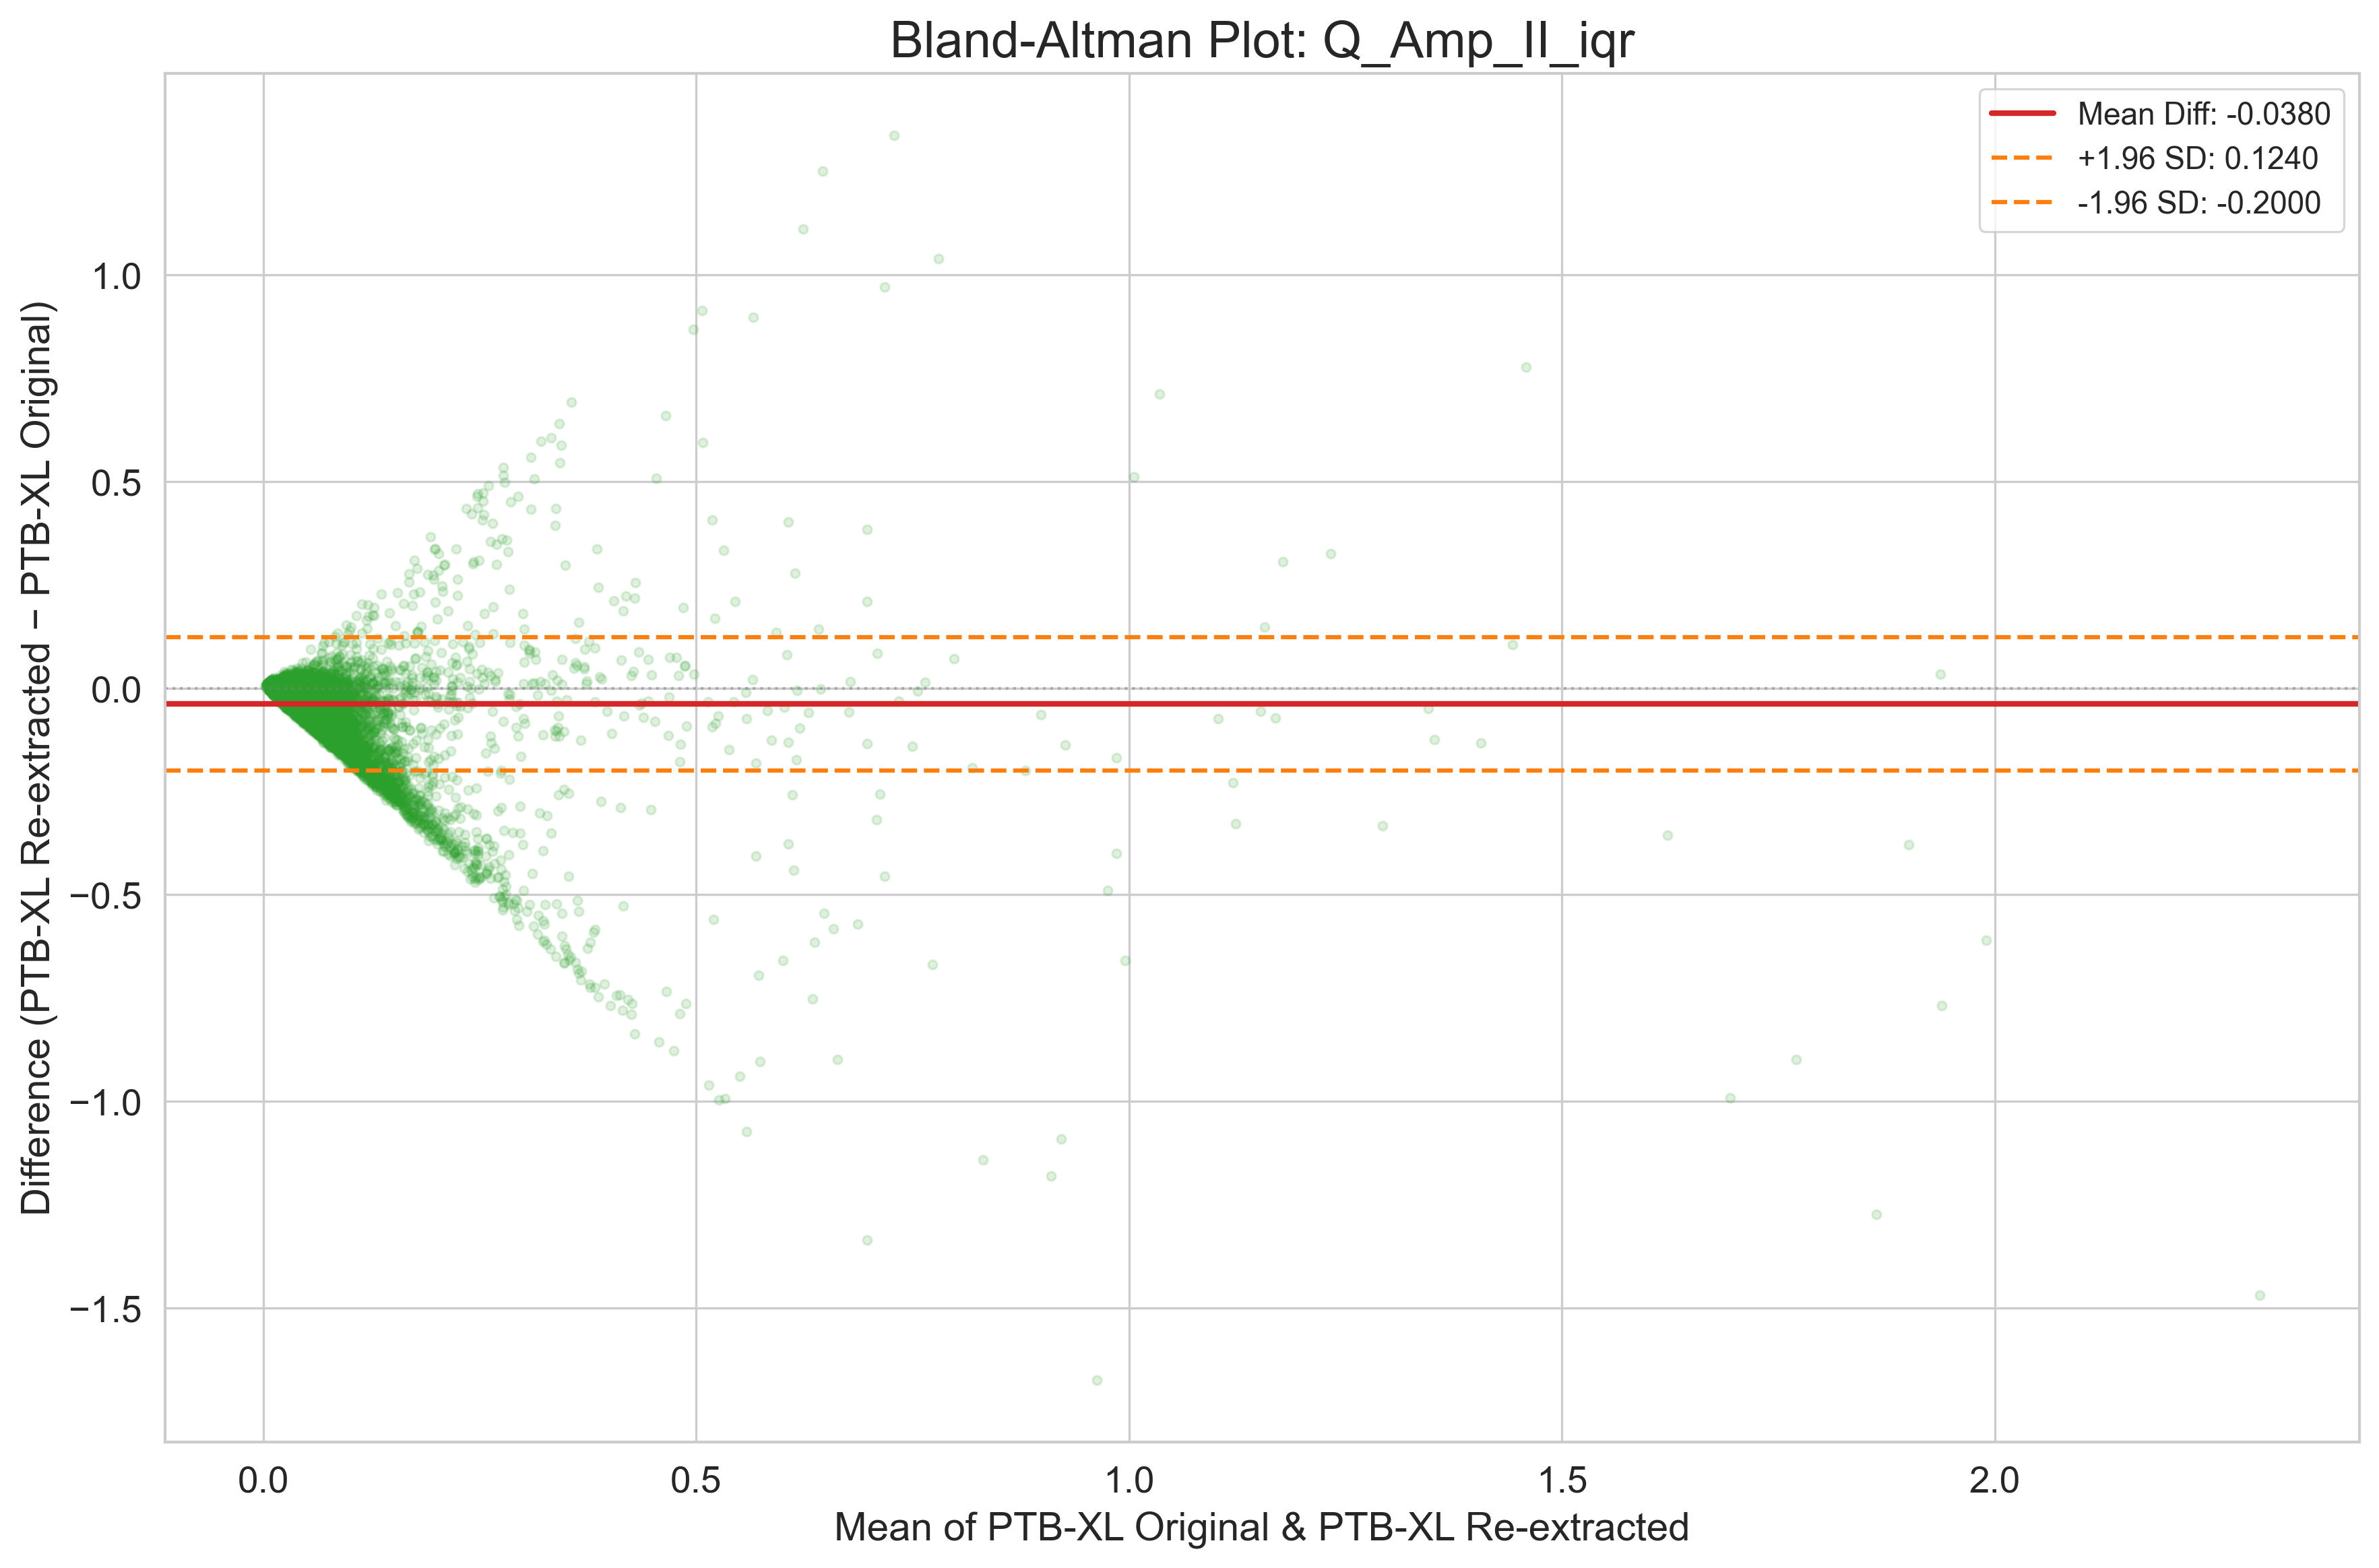 Bland-Altman Plot: Q_Amp_II_iqr
Mean Diff: -0.0380
+1.96 SD: 0.1240
-1.96 SD: -0.2000
Difference (PTB-XL Re-extracted − PTB-XL Original)
1.0
0.5
0.0
−0.5
−1.0
−1.5
0.0 0.5 1.0 1.5 2.0
Mean of PTB-XL Original & PTB-XL Re-extracted